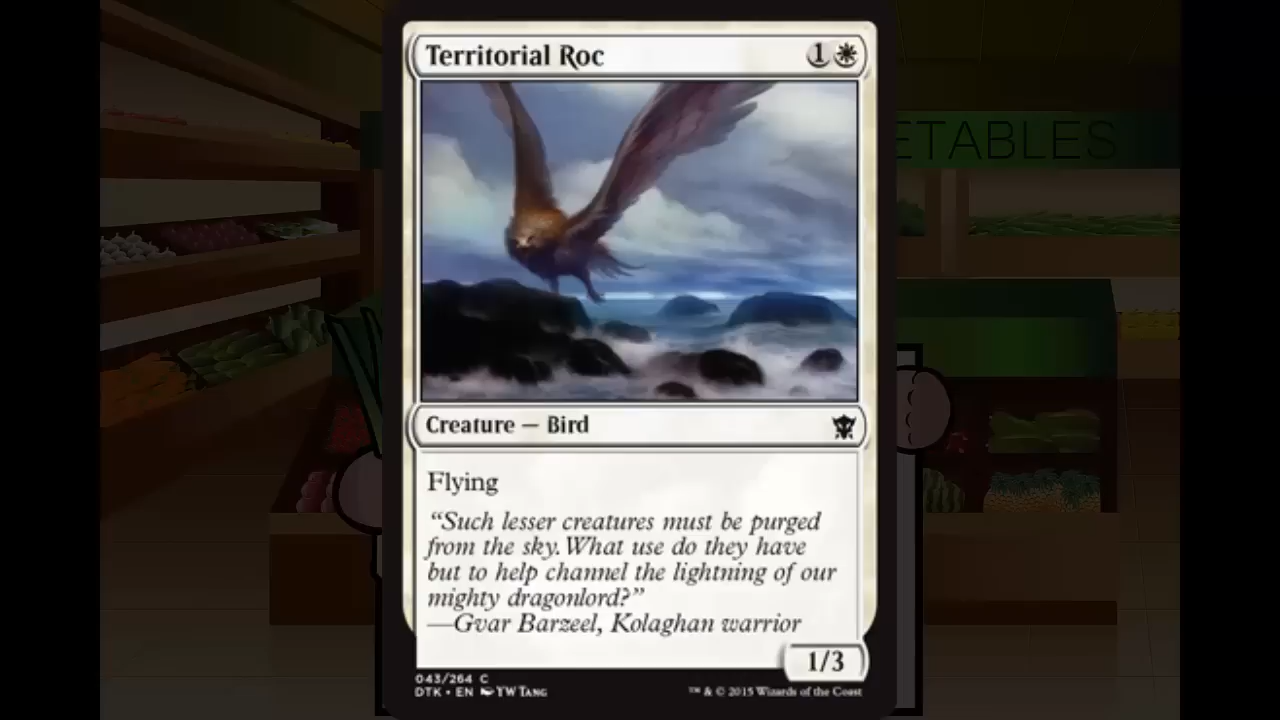 Territorial Roc 1
ETABLES
Creature — Bird
Flying
“Such lesser creatures must be purged
from the sky. What use do they have
but to help channel the lightning of our
mighty dragonlord?”
—Gvar Barzeel, Kolaghan warrior
1/3
043/264 C
DTK • EN YW Tang
™ & © 2015 Wizards of the Coast